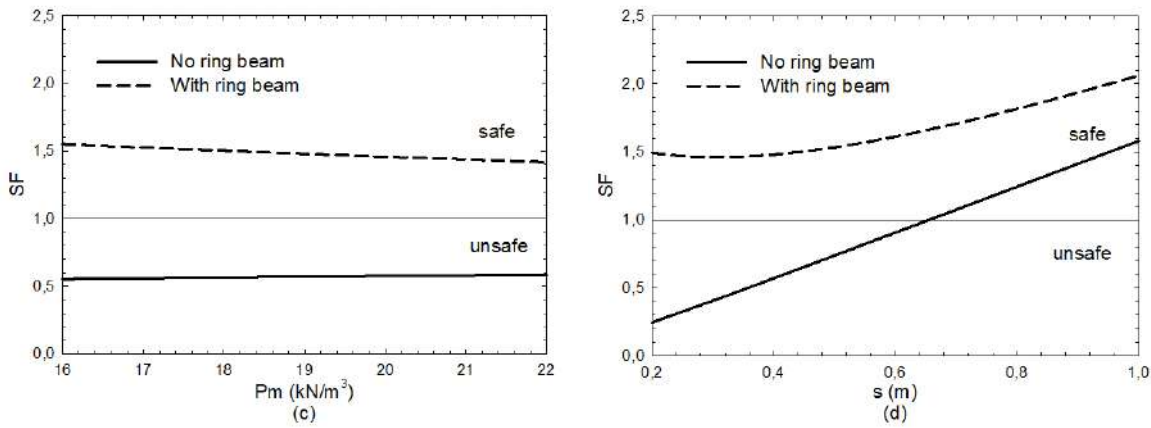 2,5
2,0
1,5
1,0
0,5
0,0
SF
No ring beam
With ring beam
safe
unsafe
16 17 18 19 20 21 22
Pm (kN/m³)
(c)
2,5
2,0
1,5
1,0
0,5
0,0
SF
No ring beam
With ring beam
safe
unsafe
0,2 0,4 0,6 0,8 1,0
s (m)
(d)